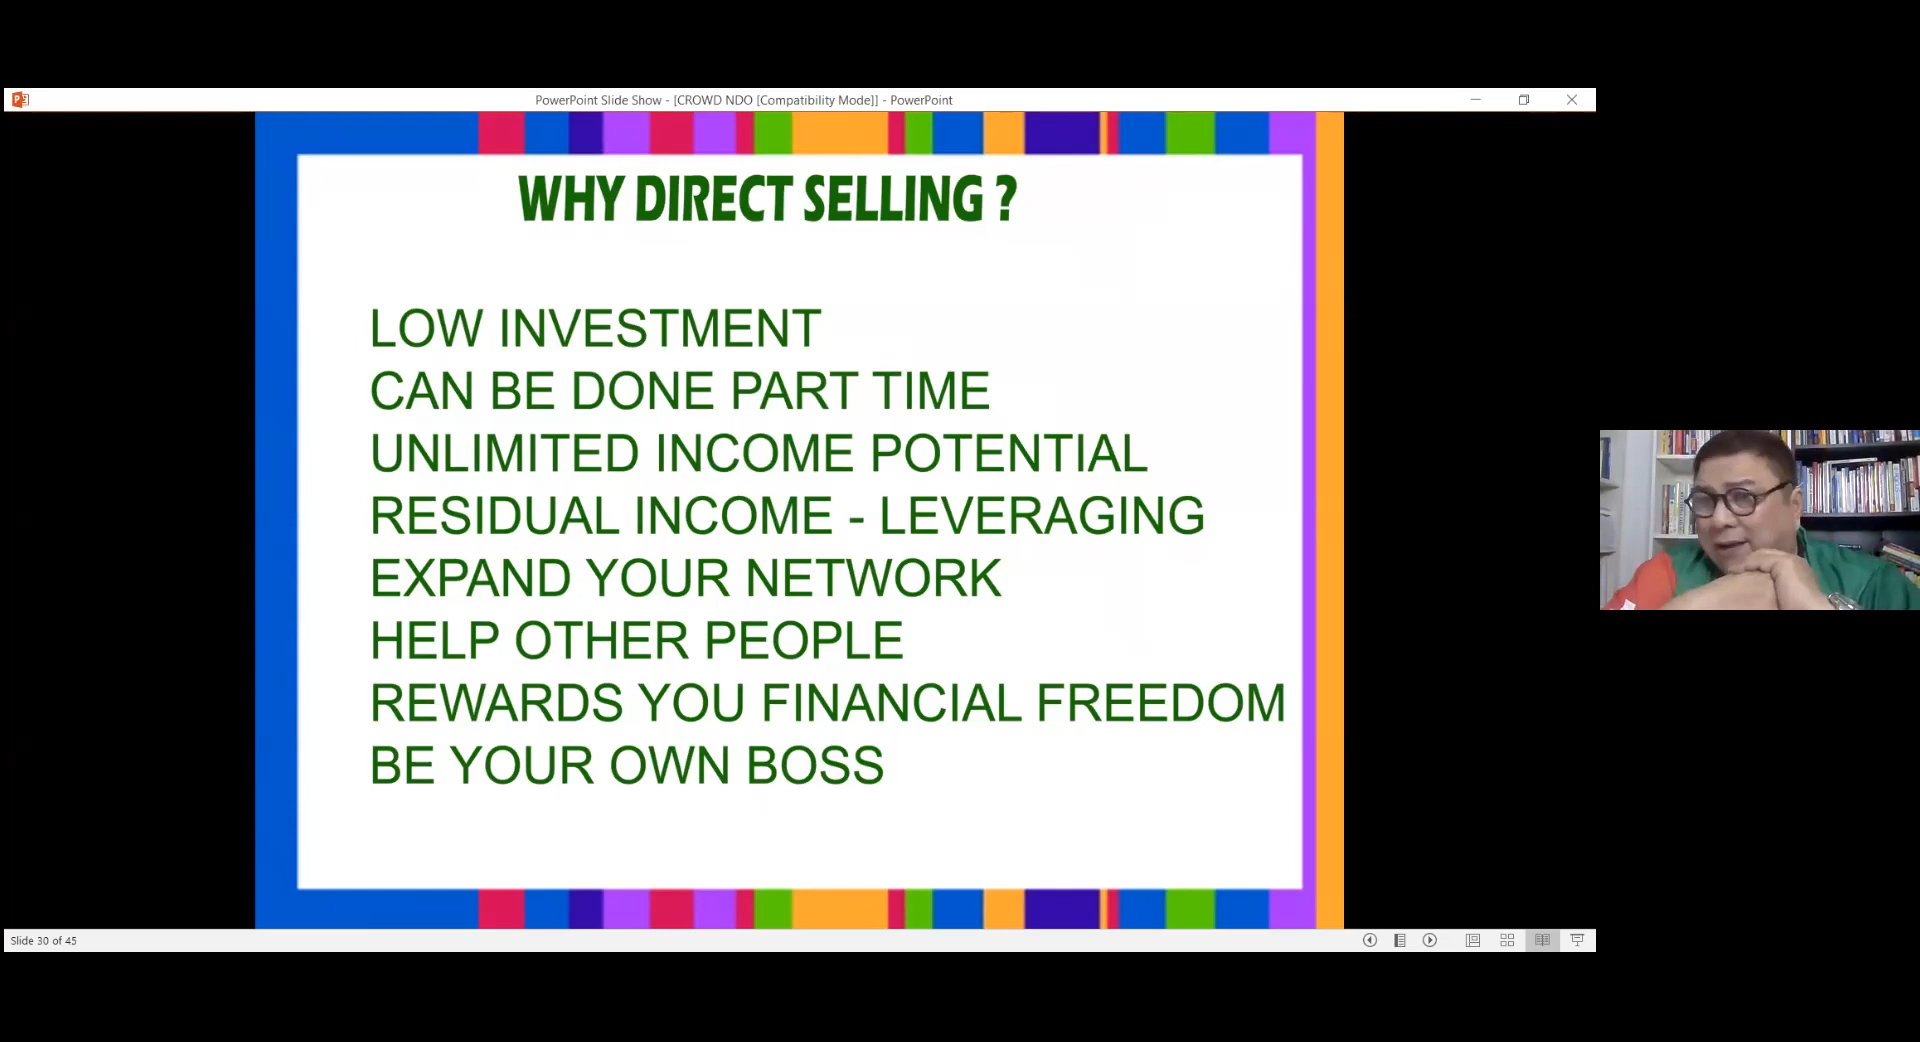 PowerPoint Slide Show - [CROWD NDO [Compatibility Mode]] - PowerPoint
WHY DIRECT SELLING ?
LOW INVESTMENT
CAN BE DONE PART TIME
UNLIMITED INCOME POTENTIAL
RESIDUAL INCOME - LEVERAGING
EXPAND YOUR NETWORK
HELP OTHER PEOPLE
REWARDS YOU FINANCIAL FREEDOM
BE YOUR OWN BOSS
Slide 30 of 45